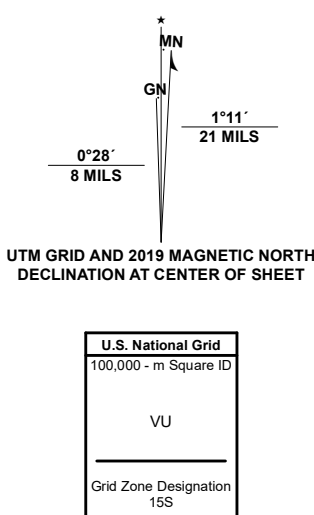 ★
MN
GN
1°11´
21 MILS
0°28´
8 MILS
UTM GRID AND 2019 MAGNETIC NORTH
DECLINATION AT CENTER OF SHEET
U.S. National Grid
100,000 - m Square ID
VU
Grid Zone Designation
15S